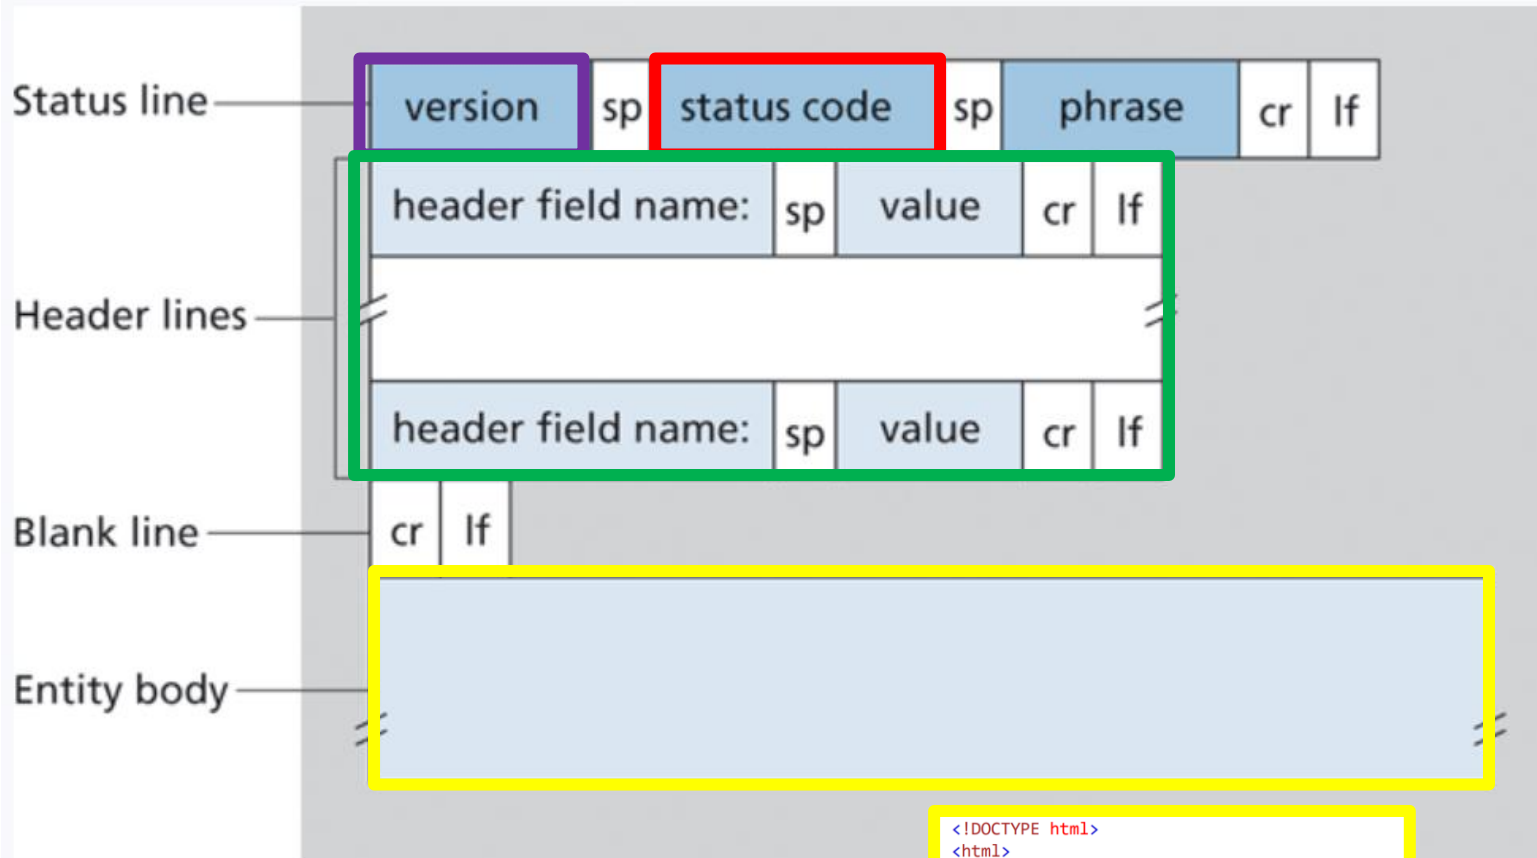 Status line version sp status code sp phrase cr lf
header field name: sp value cr lf
Header lines
header field name: sp value cr lf
Blank line cr lf
Entity body
<!DOCTYPE html>
<html>